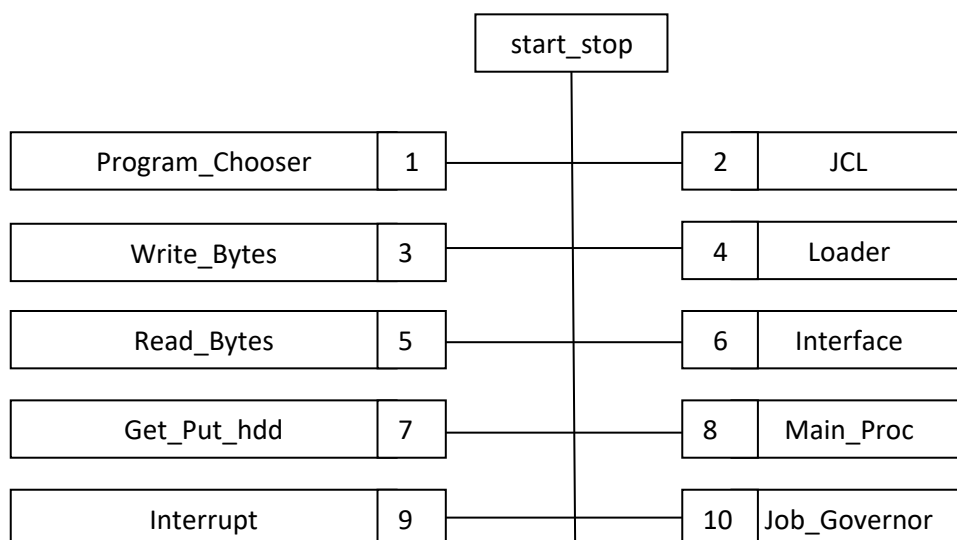 start_stop
Program_Chooser 1 2 JCL
Write_Bytes 3 4 Loader
Read_Bytes 5 6 Interface
Get_Put_hdd 7 8 Main_Proc
Interrupt 9 10 Job_Governor